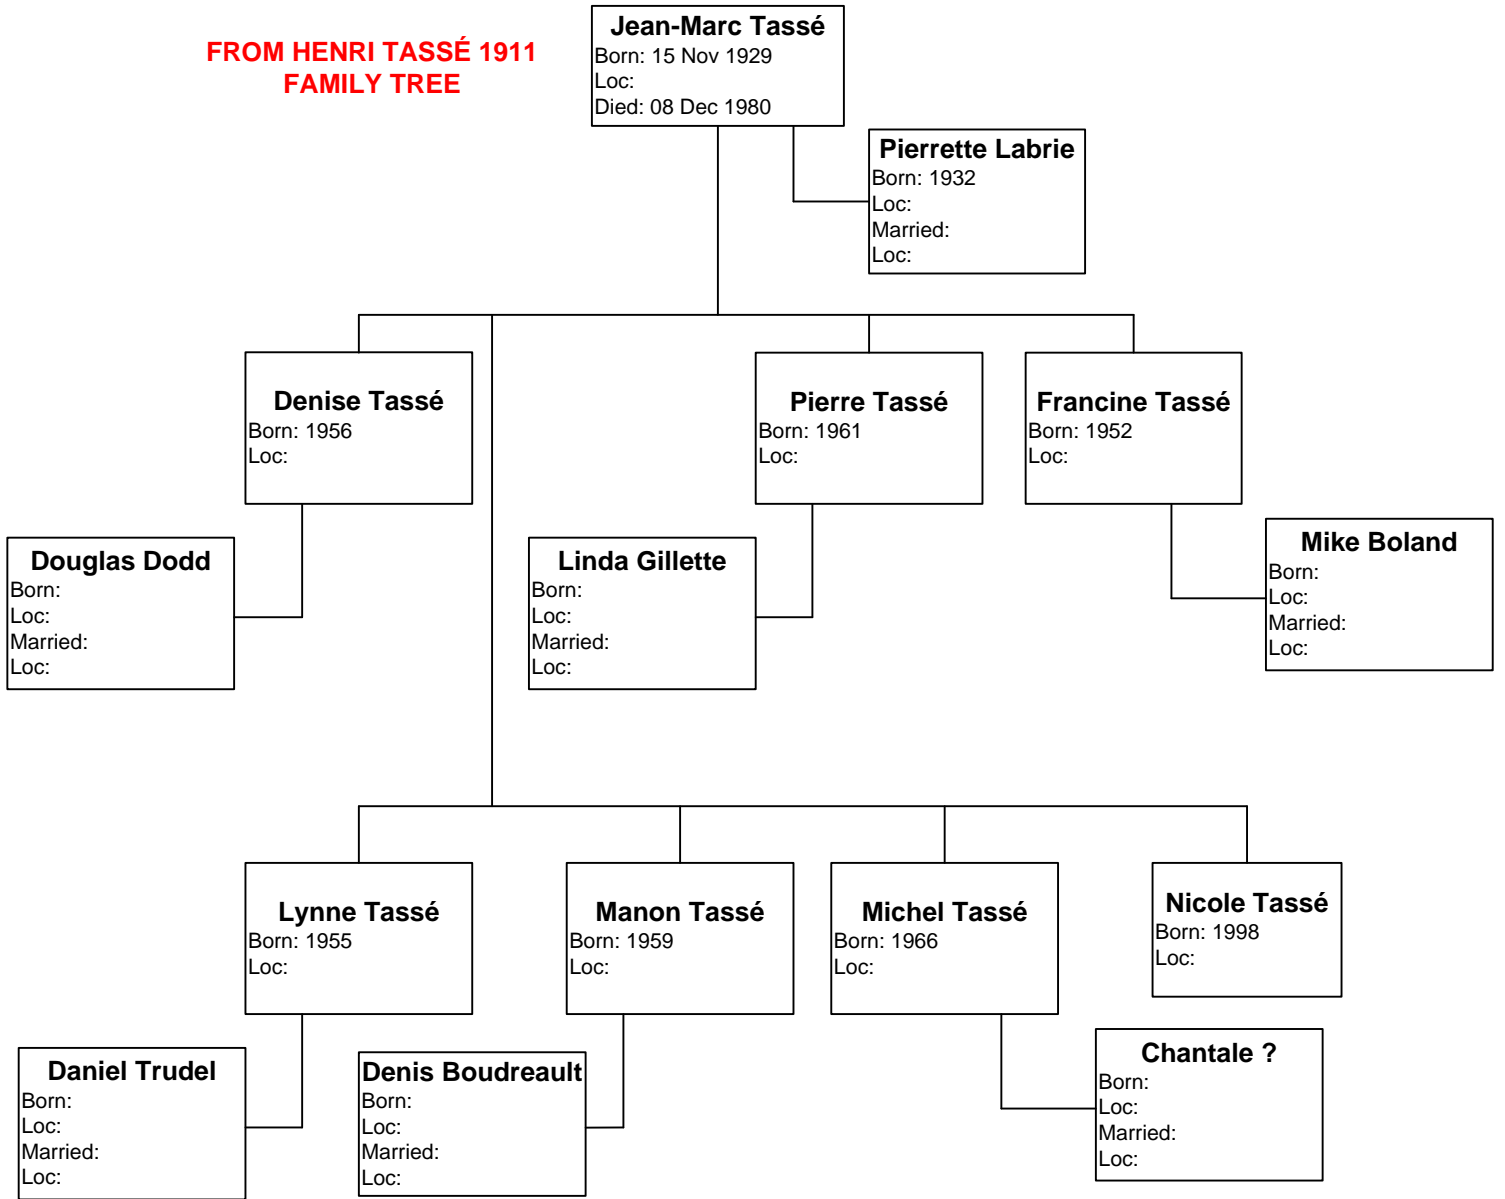 FROM HENRI TASSÉ 1911
FAMILY TREE
Jean-Marc Tassé
Born: 15 Nov 1929
Loc:
Died: 08 Dec 1980
Pierrette Labrie
Born: 1932
Loc:
Married:
Loc:
Denise Tassé
Born: 1956
Loc:
Pierre Tassé
Born: 1961
Loc:
Francine Tassé
Born: 1952
Loc:
Douglas Dodd
Born:
Loc:
Married:
Loc:
Linda Gillette
Born:
Loc:
Married:
Loc:
Mike Boland
Born:
Loc:
Married:
Loc:
Lynne Tassé
Born: 1955
Loc:
Manon Tassé
Born: 1959
Loc:
Michel Tassé
Born: 1966
Loc:
Nicole Tassé
Born: 1998
Loc:
Daniel Trudel
Born:
Loc:
Married:
Loc:
Denis Boudreault
Born:
Loc:
Married:
Loc:
Chantale ?
Born:
Loc:
Married:
Loc: